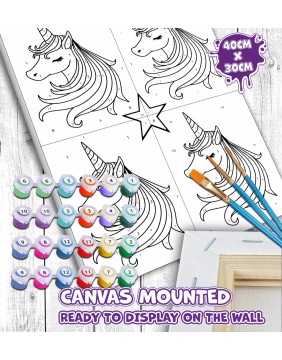 40CM
X
30CM
CANVAS MOUNTED
READY TO DISPLAY ON THE WALL